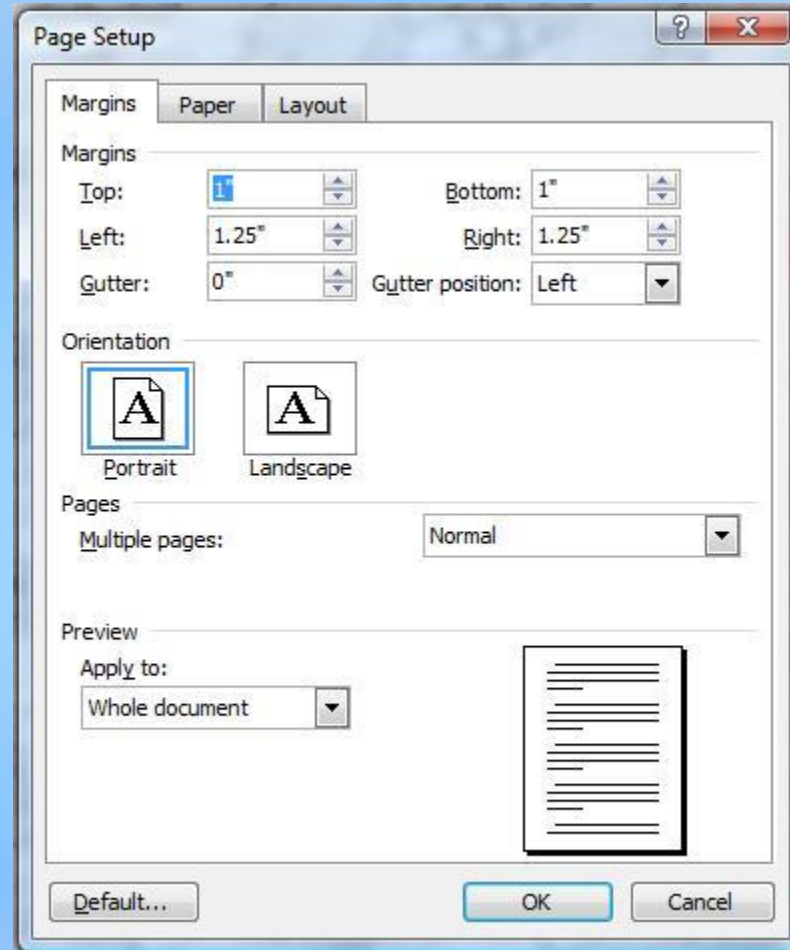 Page Setup
?
Margins Paper Layout
Margins
Top: 1" Bottom: 1"
Left: 1.25" Right: 1.25"
Gutter: 0" Gutter position: Left
Orientation
A A
Portrait Landscape
Pages
Multiple pages: Normal
Preview
Apply to:
Whole document
Default... OK Cancel